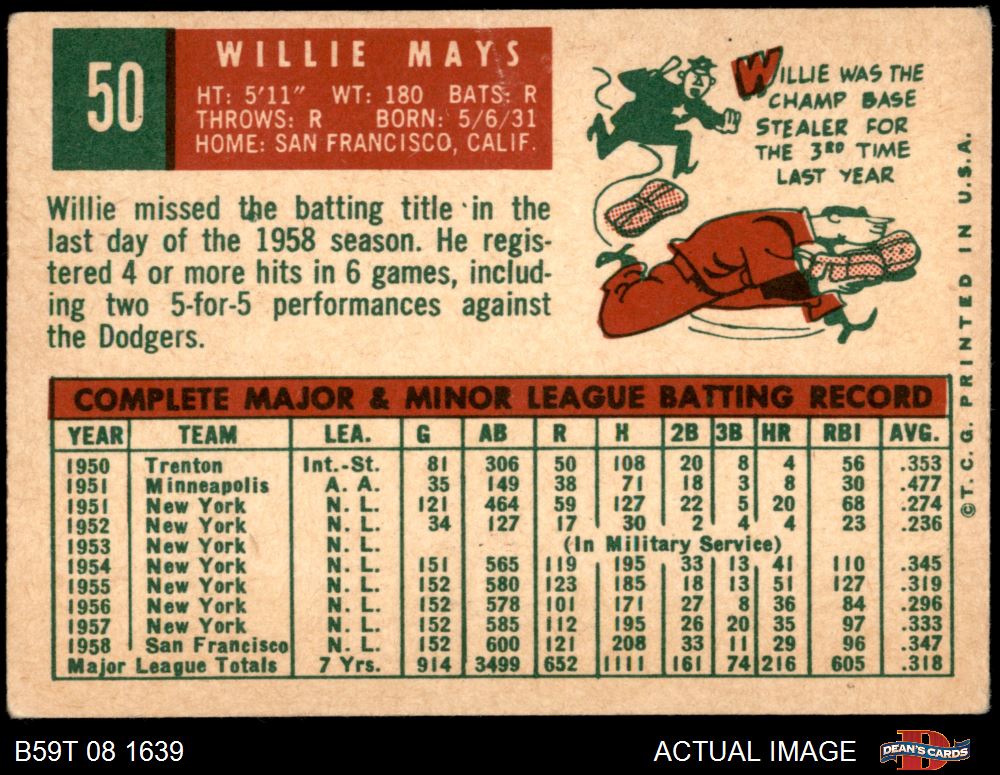 50
WILLIE MAYS
HT: 5'11" WT: 180 BATS: R
THROWS: R BORN: 5/6/31
HOME: SAN FRANCISCO, CALIF.
WILLIE WAS THE
CHAMP BASE
STEALER FOR
THE 3RD TIME
LAST YEAR
Willie missed the batting title in the
last day of the 1958 season. He regis-
tered 4 or more hits in 6 games, includ-
ing two 5-for-5 performances against
the Dodgers.
COMPLETE MAJOR & MINOR LEAGUE BATTING RECORD
YEAR TEAM LEA. G AB R H 2B 3B HR RBI AVG.
1950 Trenton Int.-St. 81 306 50 108 20 8 4 56 .353
1951 Minneapolis A. A. 35 149 38 71 18 3 8 30 .477
1951 New York N. L. 121 464 59 127 22 5 20 68 .274
1952 New York N. L. 34 127 17 30 2 4 4 23 .236
1953 New York N. L. (In Military Service)
1954 New York N. L. 151 565 119 195 33 13 41 110 .345
1955 New York N. L. 152 580 123 185 18 13 51 127 .319
1956 New York N. L. 152 578 101 171 27 8 36 84 .296
1957 New York N. L. 152 585 112 195 26 20 35 97 .333
1958 San Francisco N. L. 152 600 121 208 33 11 29 96 .347
Major League Totals 7 Yrs. 914 3499 652 1111 161 74 216 605 .318
© T. C. G. PRINTED IN U.S.A.
B59T 08 1639
ACTUAL IMAGE
DEAN'S CARDS